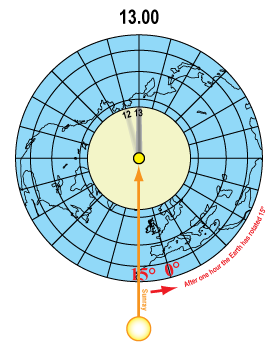 13.00
12 13
15° 0°
Sunray
After one hour the Earth has rotated 15°